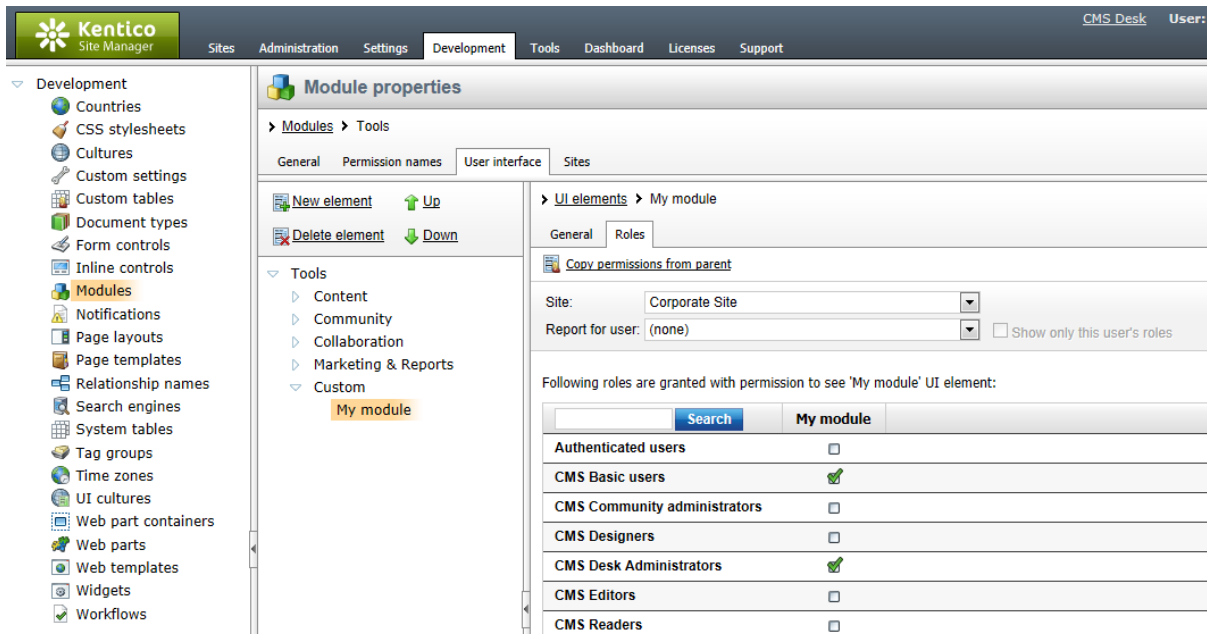 CMS Desk User:
Kentico
Site Manager
Sites Administration Settings Development Tools Dashboard Licenses Support
Development
Countries
CSS stylesheets
Cultures
Custom settings
Custom tables
Document types
Form controls
Inline controls
Modules
Notifications
Page layouts
Page templates
Relationship names
Search engines
System tables
Tag groups
Time zones
UI cultures
Web part containers
Web parts
Web templates
Widgets
Workflows
Module properties
Modules > Tools
General Permission names User interface Sites
New element Up
Delete element Down
Tools
Content
Community
Collaboration
Marketing & Reports
Custom
My module
UI elements > My module
General Roles
Copy permissions from parent
Site: Corporate Site
Report for user: (none) Show only this user's roles
Following roles are granted with permission to see 'My module' UI element:
Search My module
Authenticated users
CMS Basic users
CMS Community administrators
CMS Designers
CMS Desk Administrators
CMS Editors
CMS Readers